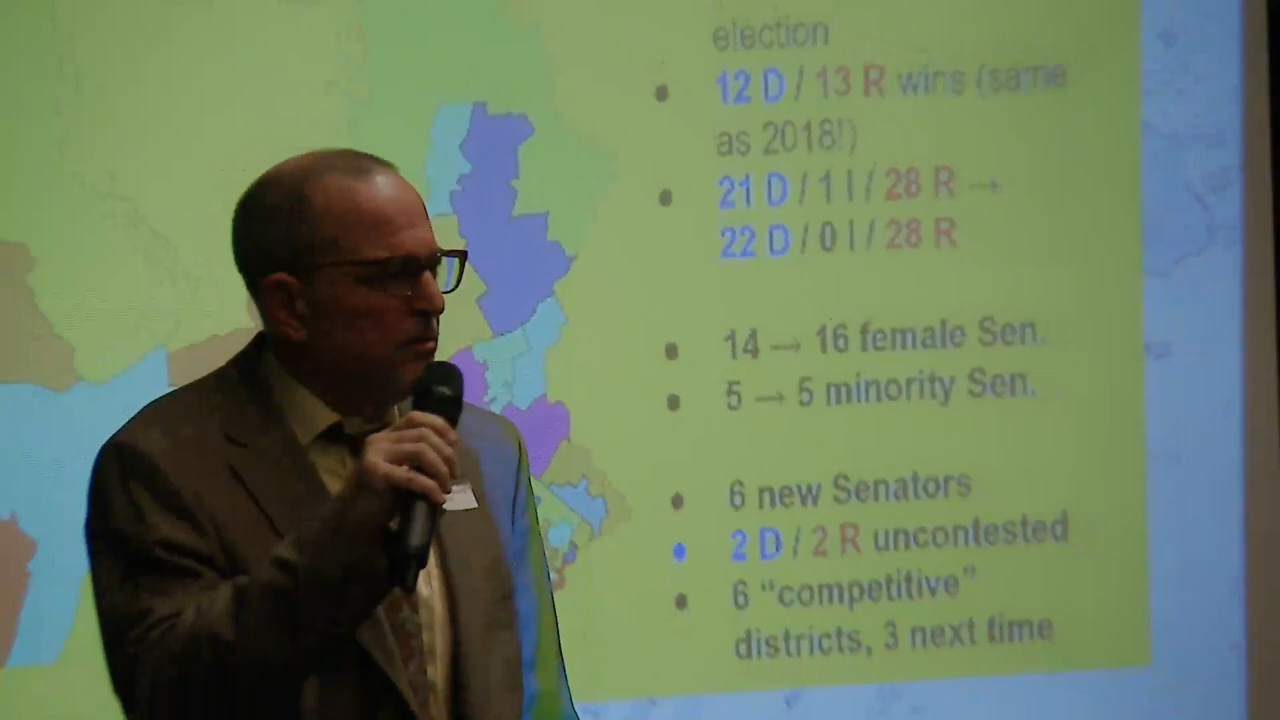 election
12 D / 13 R wins (same
as 2018!)
21 D / 1 I / 28 R →
22 D / 0 I / 28 R
14 → 16 female Sen.
5 → 5 minority Sen.
6 new Senators
2 D / 2 R uncontested
6 “competitive”
districts, 3 next time